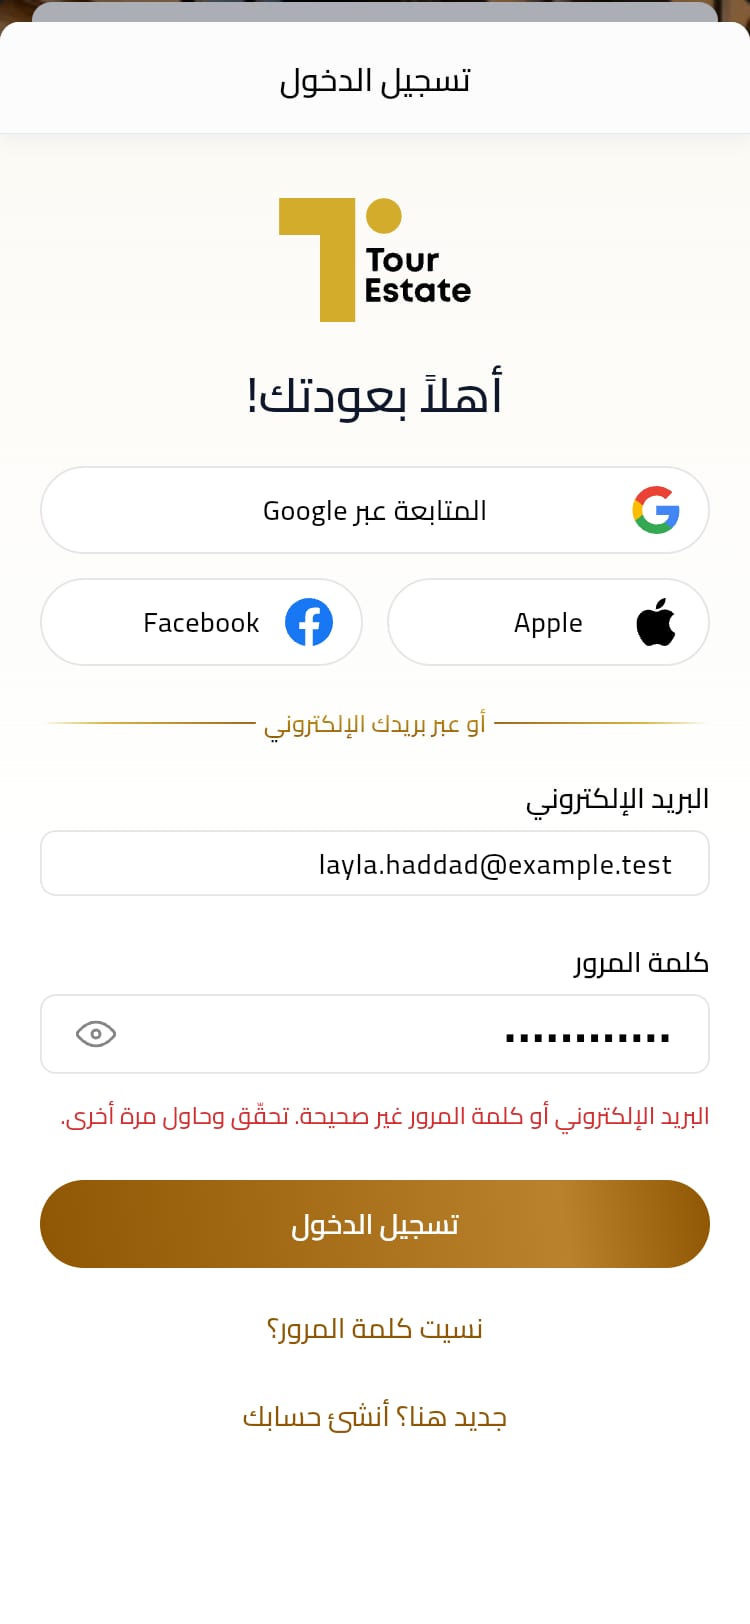 تسجيل الدخول
Tour
Estate
أهلاً بعودتك!
المتابعة عبر Google
Apple
Facebook
أو عبر بريدك الإلكتروني
البريد الإلكتروني
layla.haddad@example.test
كلمة المرور
............
البريد الإلكتروني أو كلمة المرور غير صحيحة. تحقّق وحاول مرة أخرى.
تسجيل الدخول
نسيت كلمة المرور؟
جديد هنا؟ أنشئ حسابك